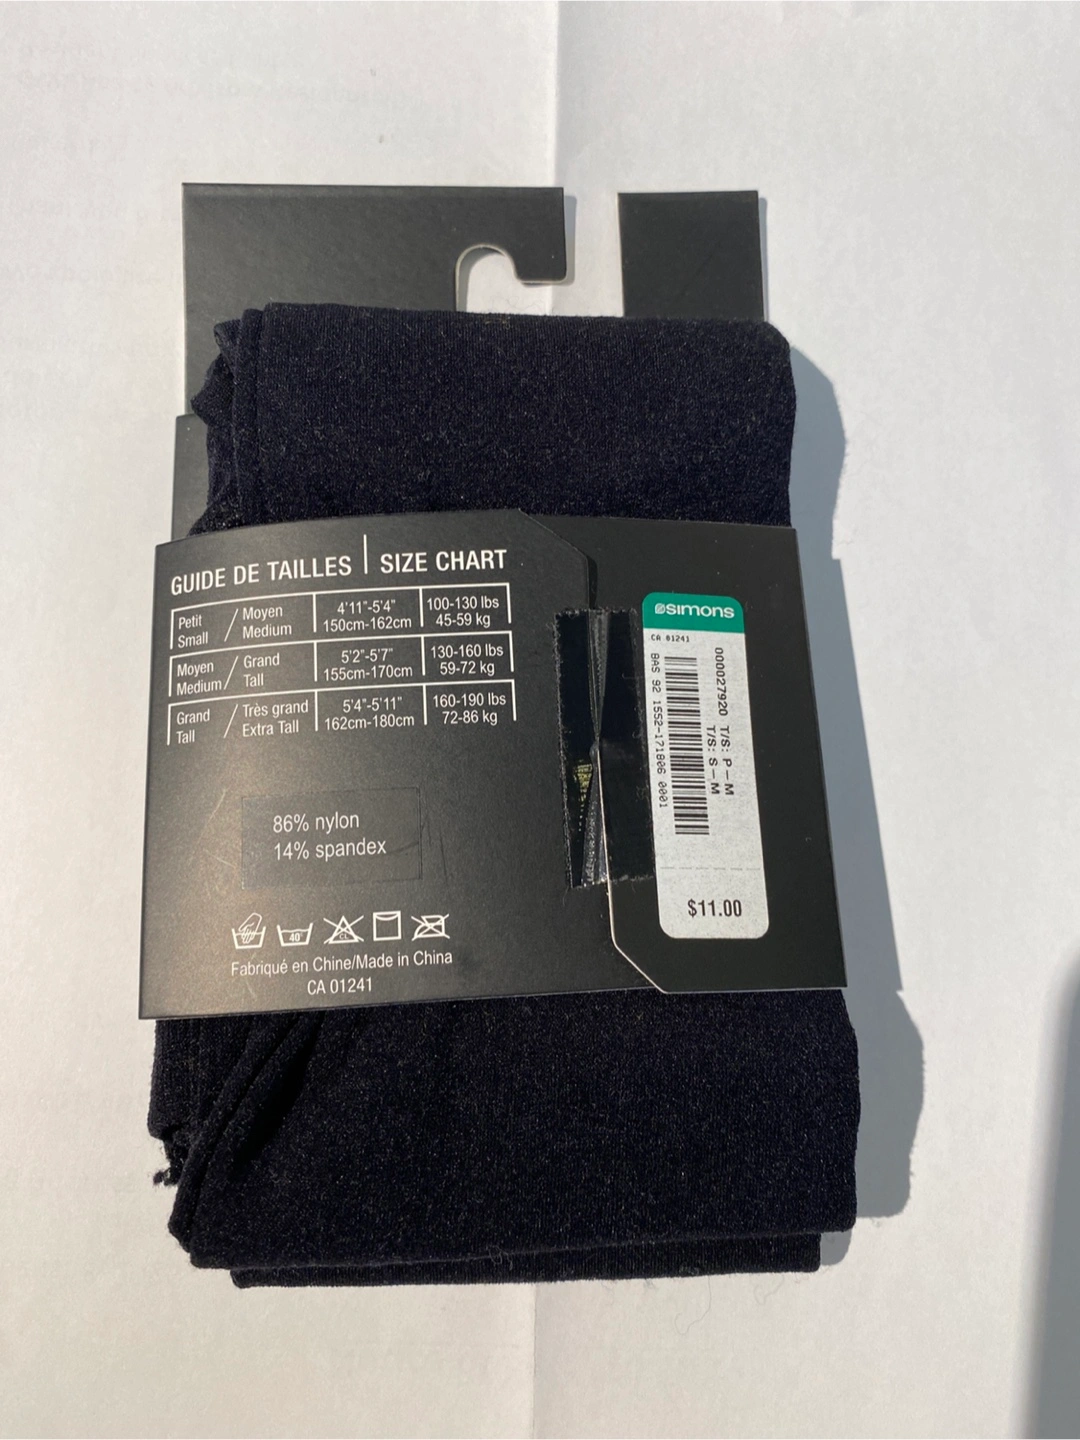 GUIDE DE TAILLES | SIZE CHART
Petit / Moyen 4'11"-5'4" 100-130 lbs
Small Medium 150cm-162cm 45-59 kg
Moyen / Grand 5'2"-5'7" 130-160 lbs
Medium Tall 155cm-170cm 59-72 kg
Grand / Très grand 5'4"-5'11" 160-190 lbs
Tall Extra Tall 162cm-180cm 72-86 kg
86% nylon
14% spandex
40°
CL
Fabriqué en Chine/Made in China
CA 01241
simons
CA 01241
000027920 T/S: P — M
T/S: S — M
BAS 92 1552-171806 0001
$11.00